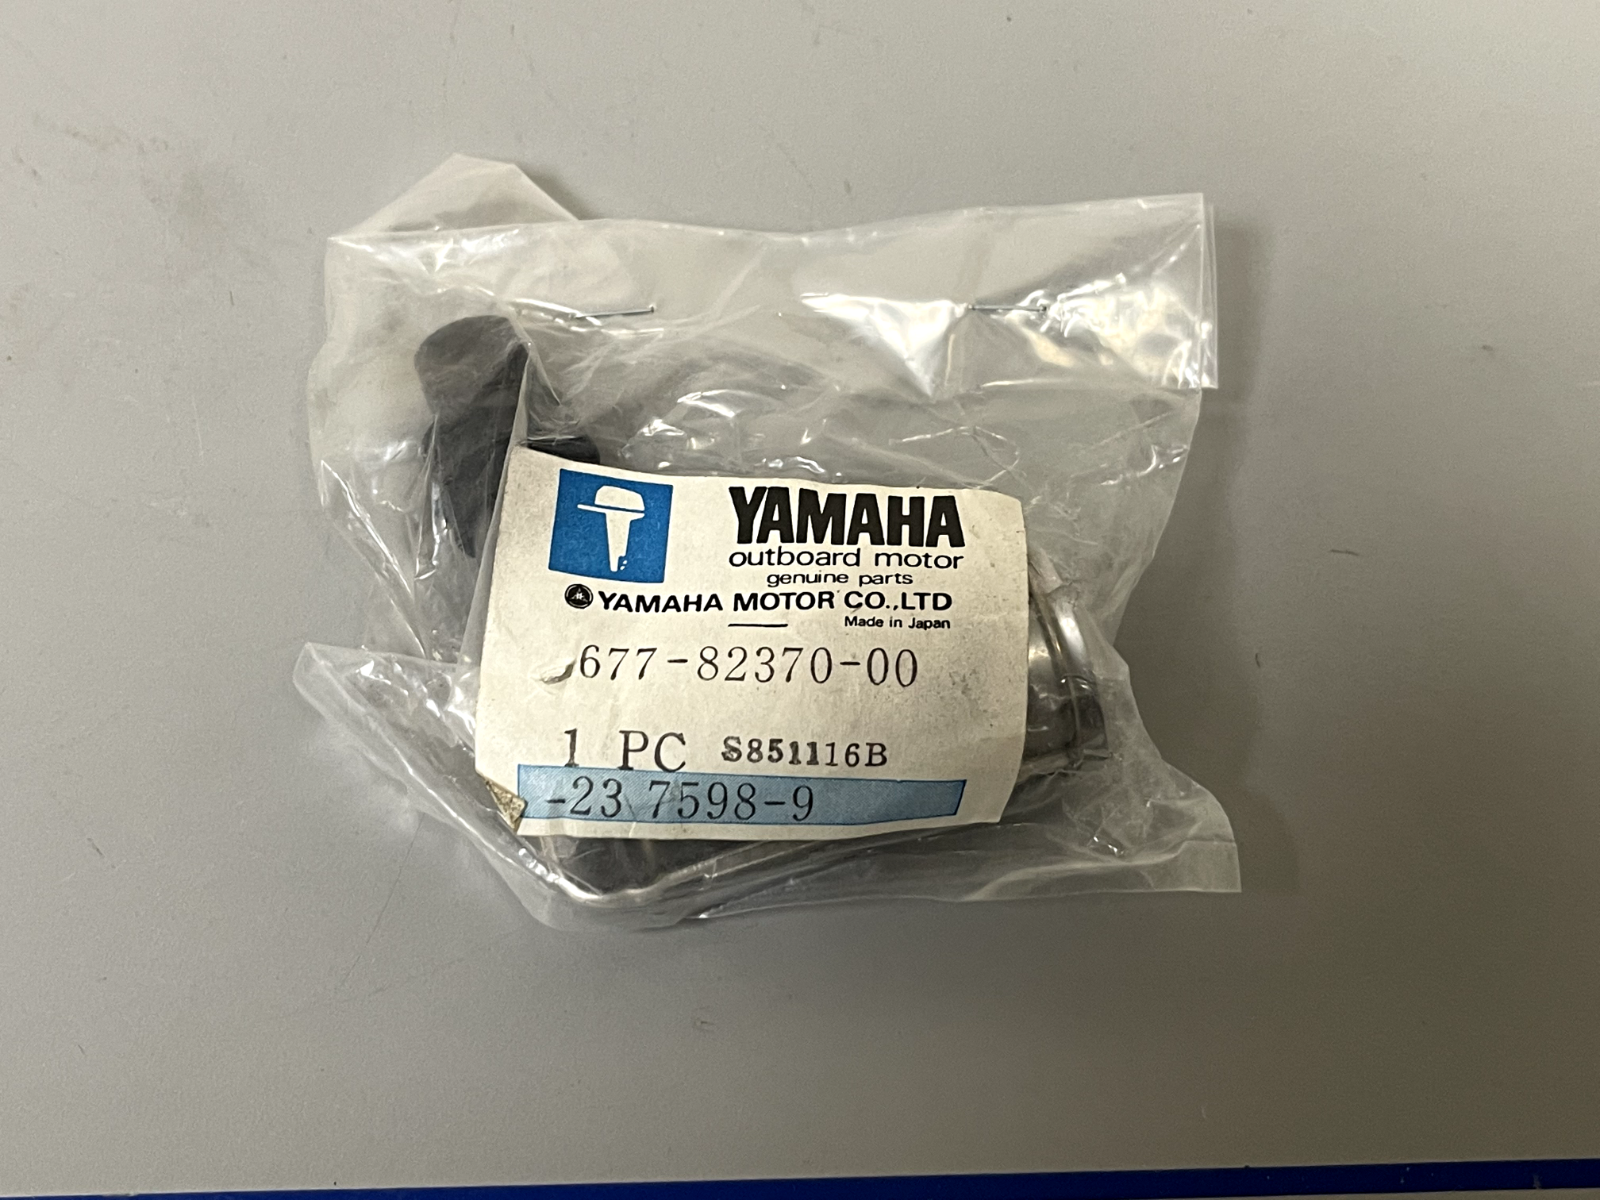 YAMAHA
outboard motor
genuine parts
YAMAHA MOTOR CO.,LTD
Made in Japan
677-82370-00
1 PC S851116B
-23 7598-9